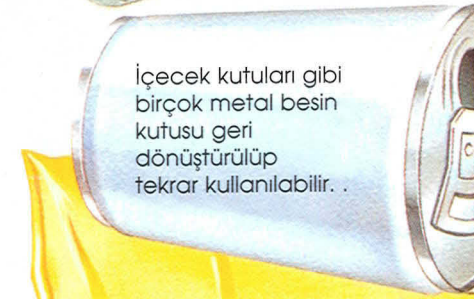 İçecek kutuları gibi
birçok metal besin
kutusu geri
dönüştürülüp
tekrar kullanılabilir. .